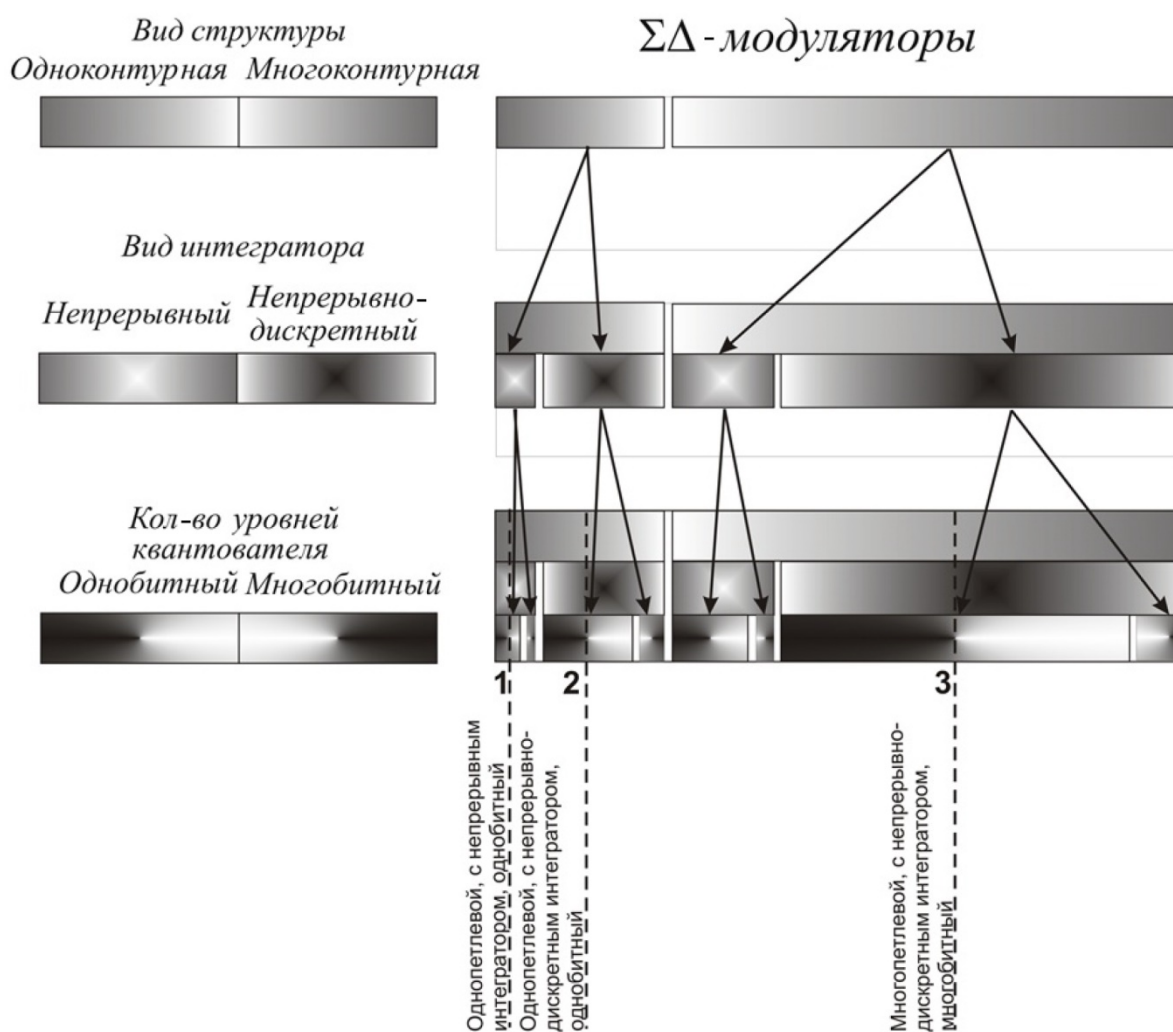 Вид структуры
Одноконтурная Многоконтурная
ΣΔ - модуляторы
Вид интегратора
Непрерывный
Непрерывно-
дискретный
Кол-во уровней
квантователя
Однобитный Многобитный
1
2
3
Однопетлевой, с непрерывным
интегратором, однобитный
Однопетлевой, с непрерывно-
дискретным интегратором,
однобитный
Многопетлевой, с непрерывно-
дискретным интегратором,
многобитный